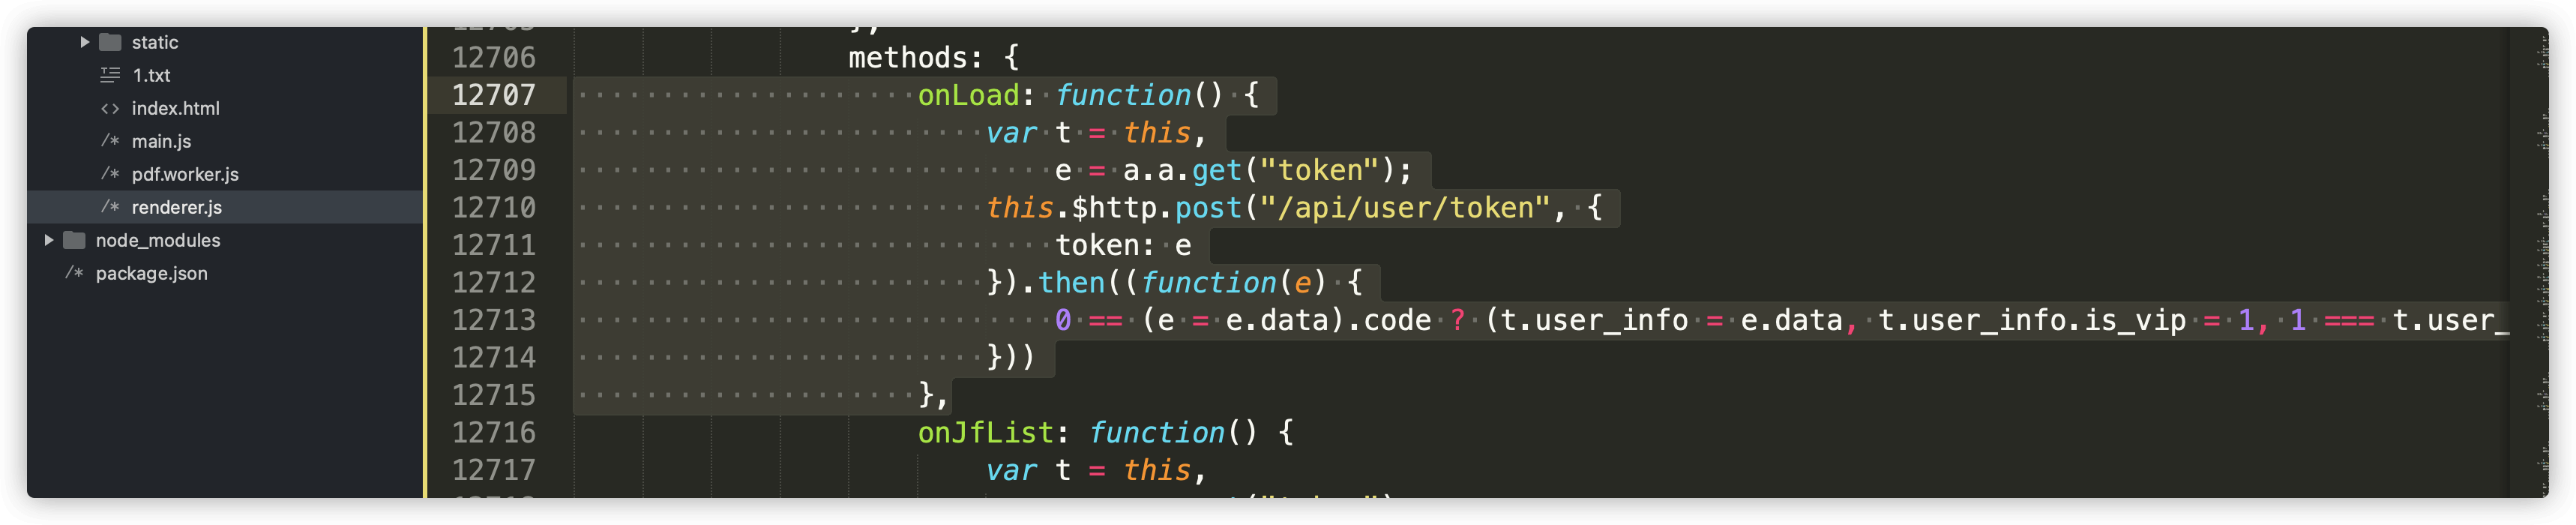 static
1.txt
index.html
main.js
pdf.worker.js
renderer.js
node_modules
package.json
12706 methods: {
12707 onLoad: function() {
12708 var t = this,
12709 e = a.a.get("token");
12710 this.$http.post("/api/user/token", {
12711 token: e
12712 }).then((function(e) {
12713 0 == (e = e.data).code ? (t.user_info = e.data, t.user_info.is_vip = 1, 1 === t.user_
12714 }))
12715 },
12716 onJfList: function() {
12717 var t = this,